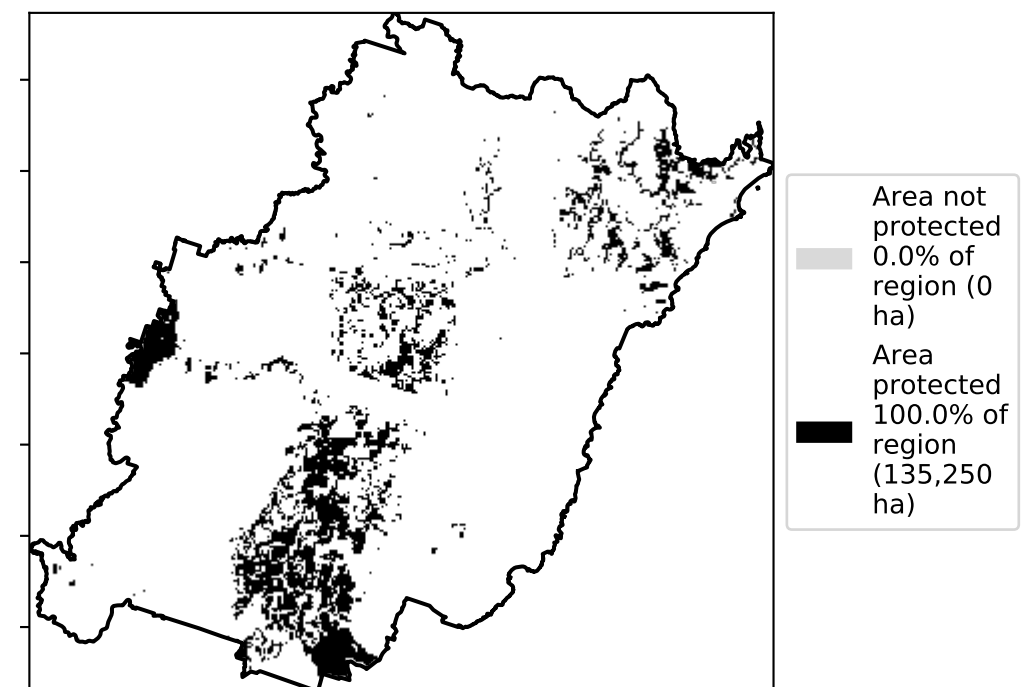 Area not
protected
0.0% of
region (0
ha)
Area
protected
100.0% of
region
(135,250
ha)